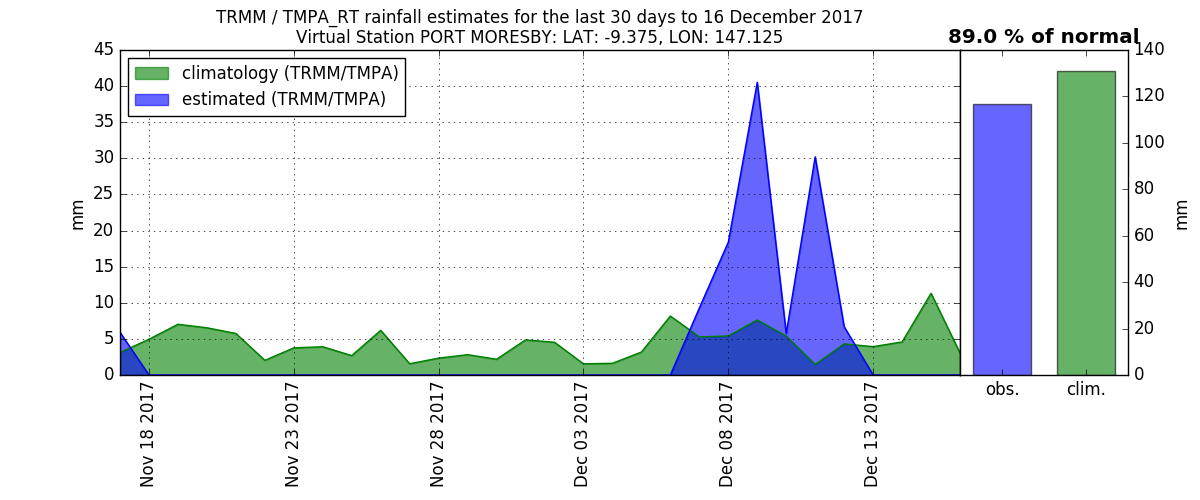 TRMM / TMPA_RT rainfall estimates for the last 30 days to 16 December 2017
Virtual Station PORT MORESBY: LAT: -9.375, LON: 147.125
89.0 % of normal
climatology (TRMM/TMPA)
estimated (TRMM/TMPA)
45
40
35
30
25
20
15
10
5
0
mm
Nov 18 2017
Nov 23 2017
Nov 28 2017
Dec 03 2017
Dec 08 2017
Dec 13 2017
obs.
clim.
140
120
100
80
60
40
20
0
mm